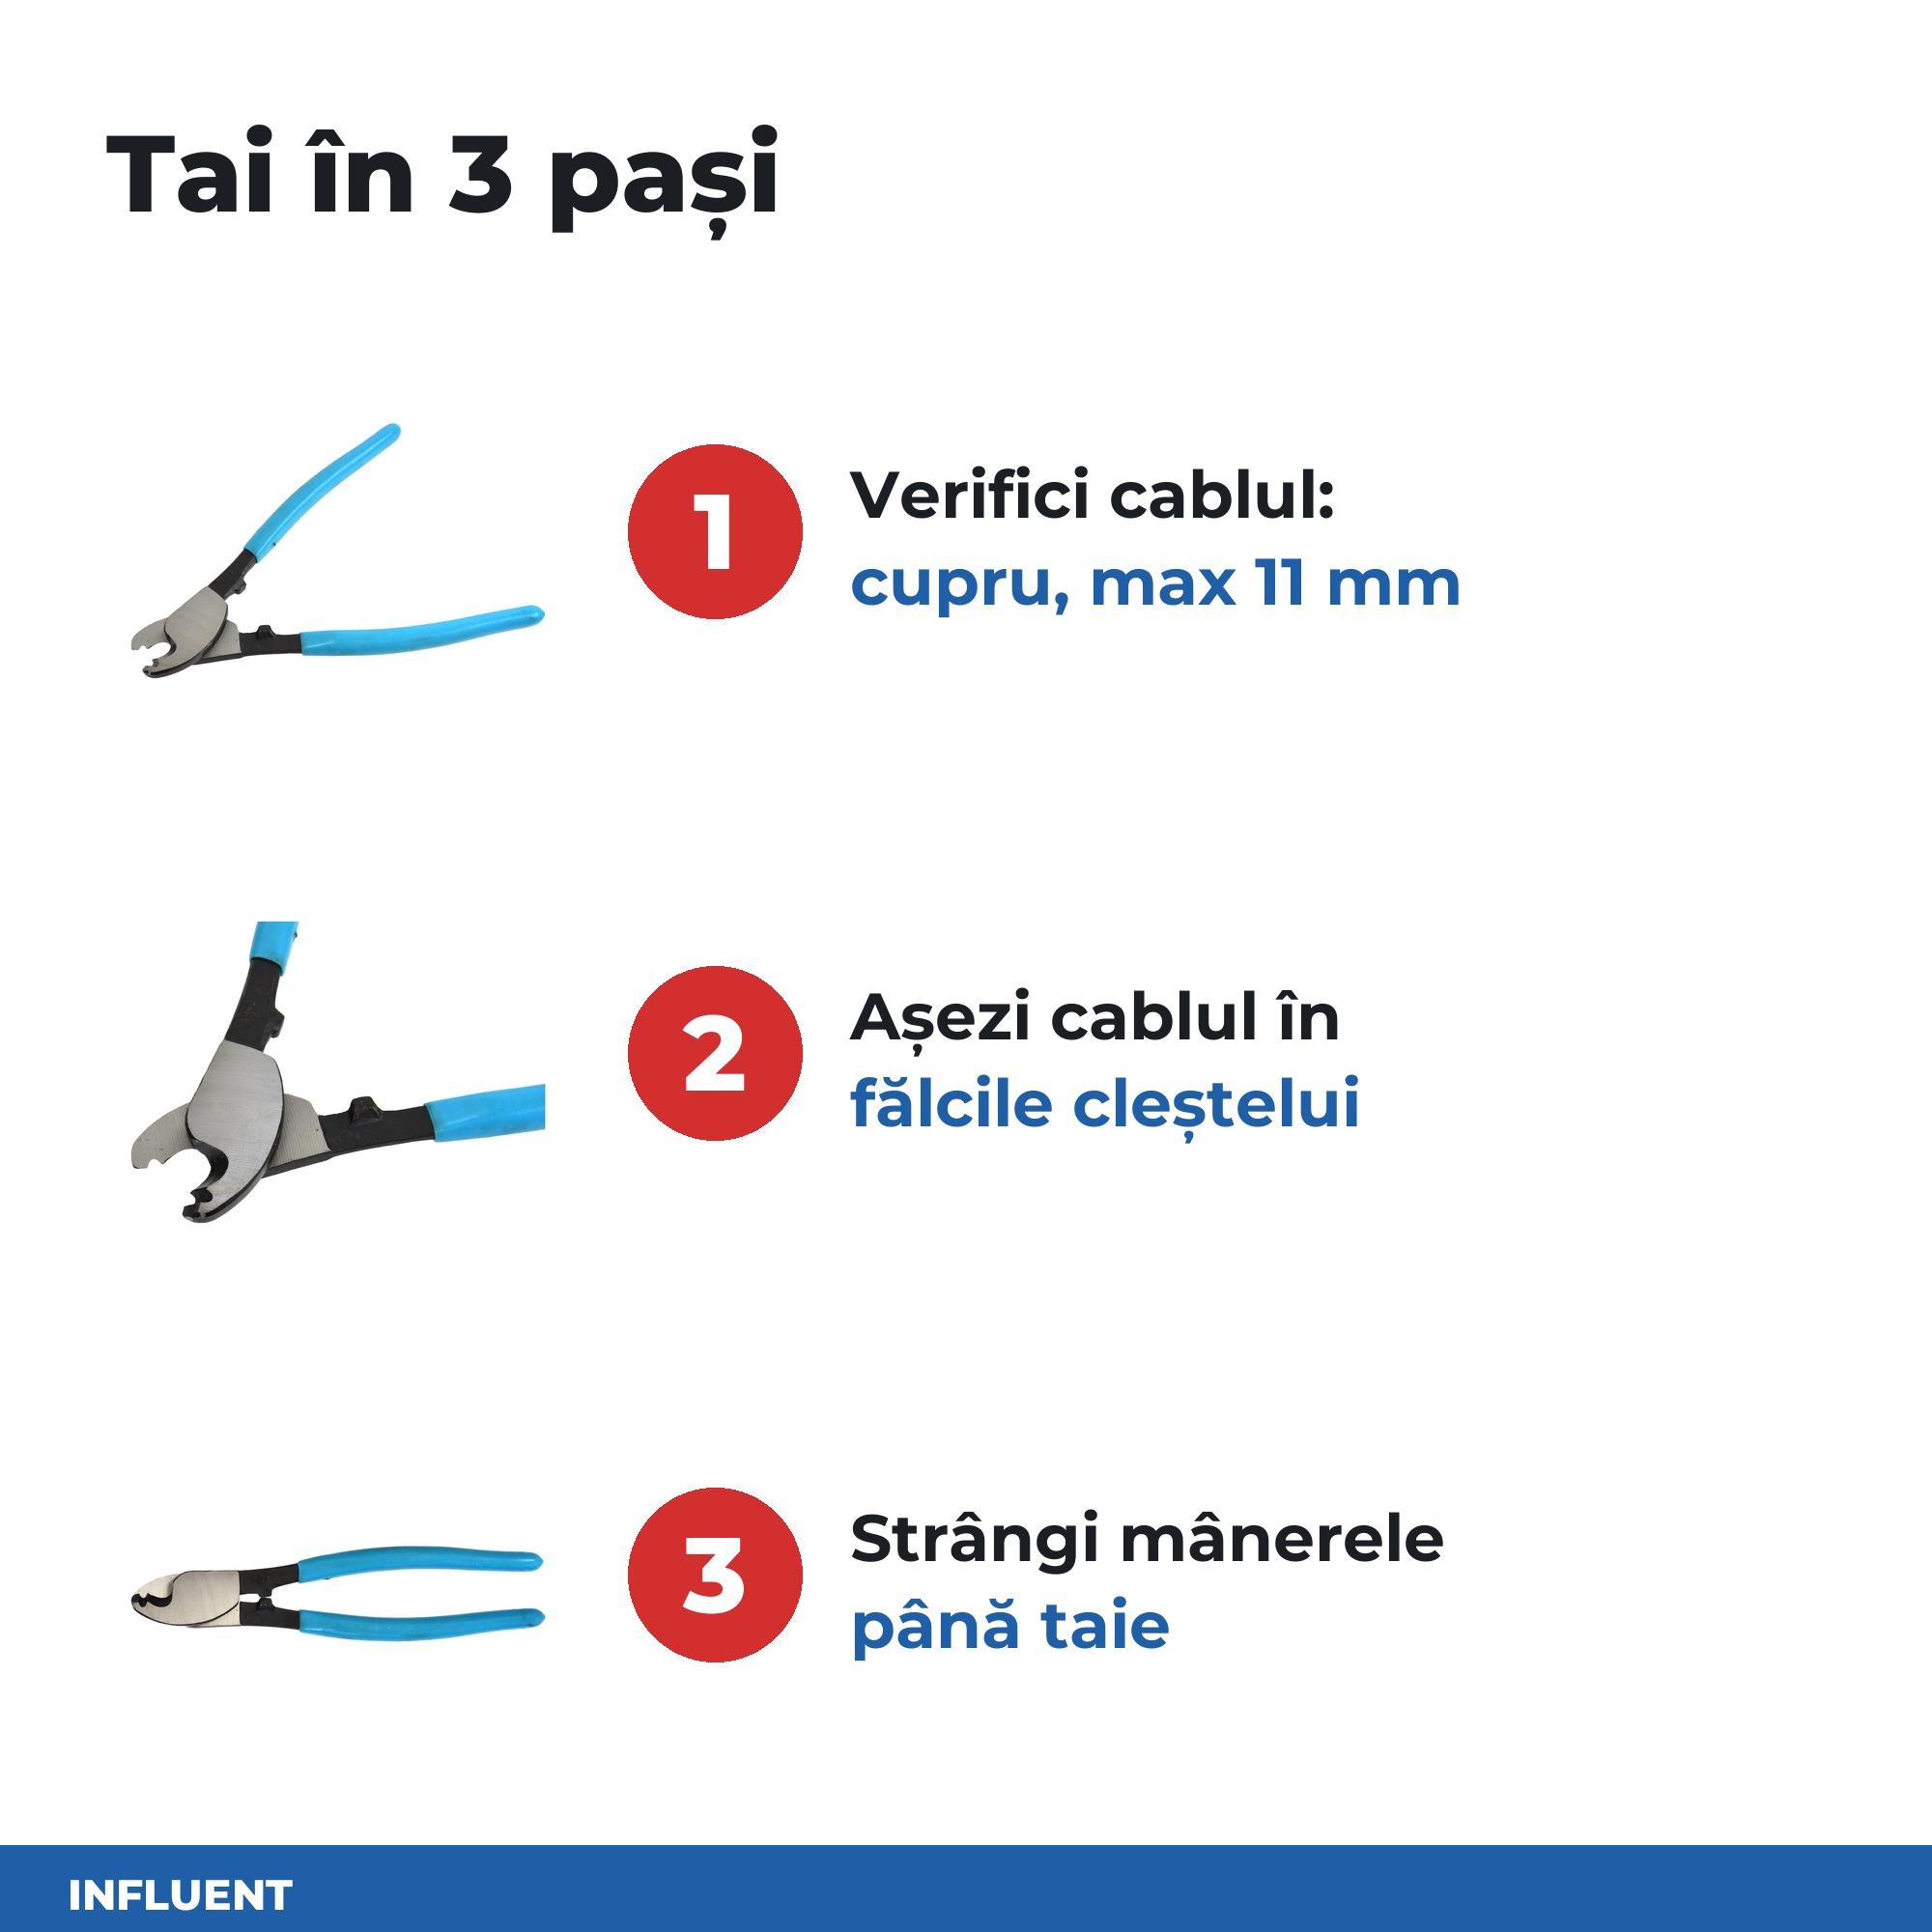 Tai în 3 pași
1
Verifici cablul:
cupru, max 11 mm
2
Așezi cablul în
fălcile cleștelui
3
Strângi mânerele
până taie
INFLUENT